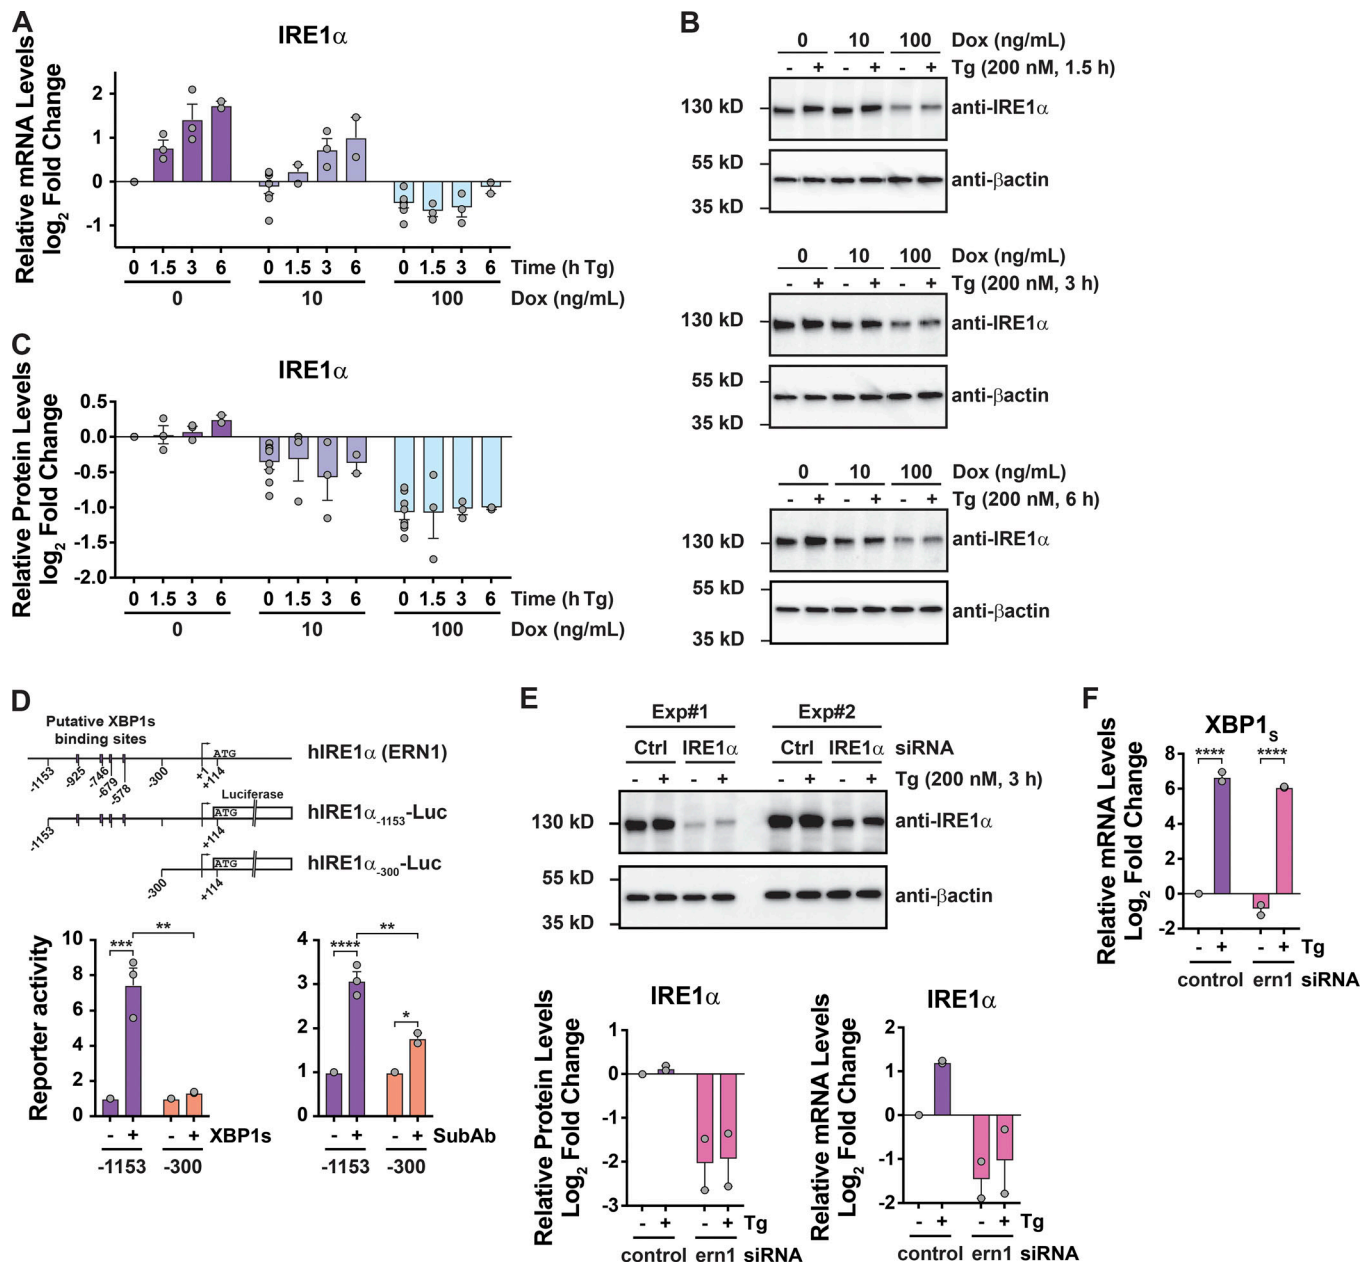 A
IRE1α
Relative mRNA Levels
log2 Fold Change
2
1
0
-1
0 1.5 3 6 0 1.5 3 6 0 1.5 3 6 Time (h Tg)
0 10 100 Dox (ng/mL)
B
0 10 100 Dox (ng/mL)
- + - + - + Tg (200 nM, 1.5 h)
130 kD anti-IRE1α
55 kD
anti-βactin
35 kD
0 10 100 Dox (ng/mL)
- + - + - + Tg (200 nM, 3 h)
130 kD anti-IRE1α
55 kD
anti-βactin
35 kD
0 10 100 Dox (ng/mL)
- + - + - + Tg (200 nM, 6 h)
130 kD anti-IRE1α
55 kD
anti-βactin
35 kD
C
IRE1α
Relative Protein Levels
log2 Fold Change
0.5
0.0
-0.5
-1.0
-1.5
-2.0
0 1.5 3 6 0 1.5 3 6 0 1.5 3 6 Time (h Tg)
0 10 100 Dox (ng/mL)
D
Putative XBP1s
binding sites
ATG hIRE1α (ERN1)
-1153 -925 -746 -679 -578 -300 +1 +114
Luciferase
ATG hIRE1α-1153-Luc
-1153 +114
ATG hIRE1α-300-Luc
-300 +114
Reporter activity
10
8
6
4
2
0
*** **
- + - + XBP1s
-1153 -300
4
3
2
1
0
**** ** *
- + - + SubAb
-1153 -300
E
Exp#1 Exp#2
Ctrl IRE1α Ctrl IRE1α siRNA
- + - + - + - + Tg (200 nM, 3 h)
130 kD anti-IRE1α
55 kD
anti-βactin
35 kD
IRE1α
Relative Protein Levels
Log2 Fold Change
1
0
-1
-2
-3
- + - + Tg
control ern1 siRNA
IRE1α
Relative mRNA Levels
Log2 Fold Change
2
1
0
-1
-2
- + - + Tg
control ern1 siRNA
F
XBP1S
Relative mRNA Levels
Log2 Fold Change
8
6
4
2
0
-2
**** ****
- + - + Tg
control ern1 siRNA